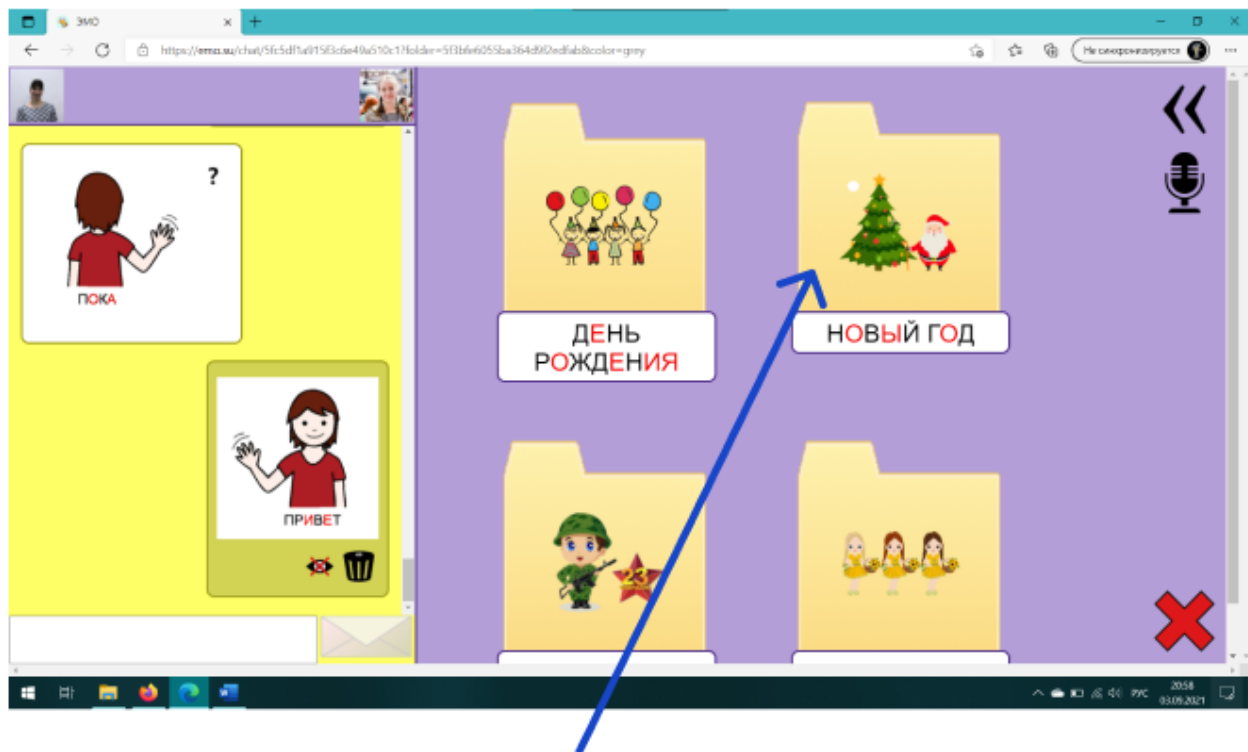 ЭМО
https://emo.su/chat/5fc5df1a915f3c6e49a510c1?folder=5f3bfe6055ba364d9f2edfab&color=grey
Не синхронизируется
?
ПОКА
ПРИВЕТ
ДЕНЬ
РОЖДЕНИЯ
НОВЫЙ ГОД
23
РУС
20:58
03.09.2021